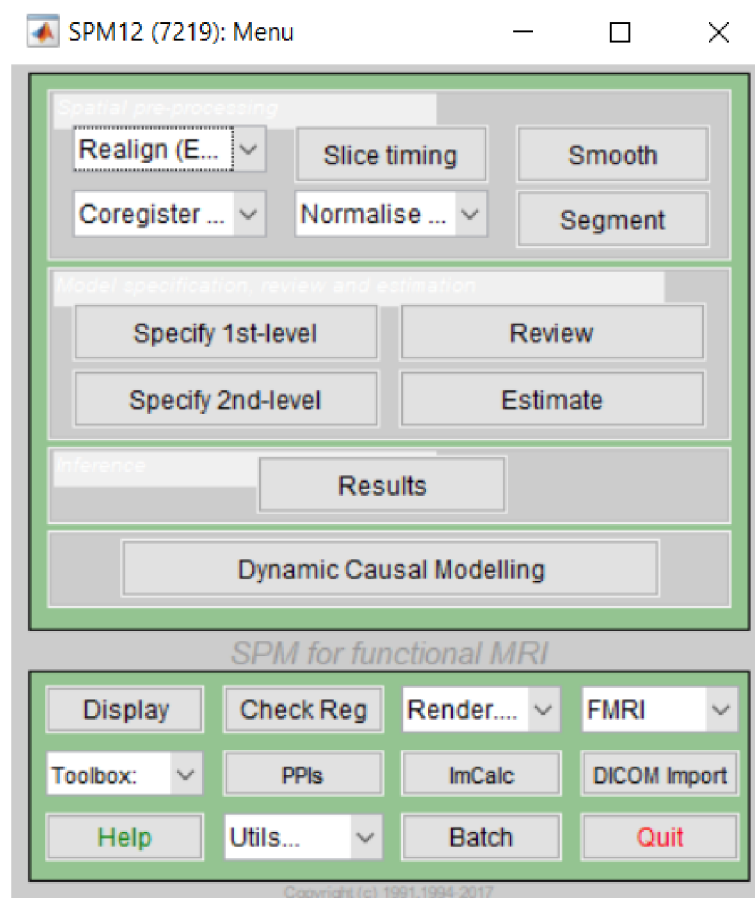 SPM12 (7219): Menu
Spatial pre-processing
Realign (E... Slice timing Smooth
Coregister ... Normalise ... Segment
Model specification, review and estimation
Specify 1st-level Review
Specify 2nd-level Estimate
Inference
Results
Dynamic Causal Modelling
SPM for functional MRI
Display Check Reg Render.... FMRI
Toolbox: PPIs ImCalc DICOM Import
Help Utils... Batch Quit
Copyright (c) 1991,1994-2017